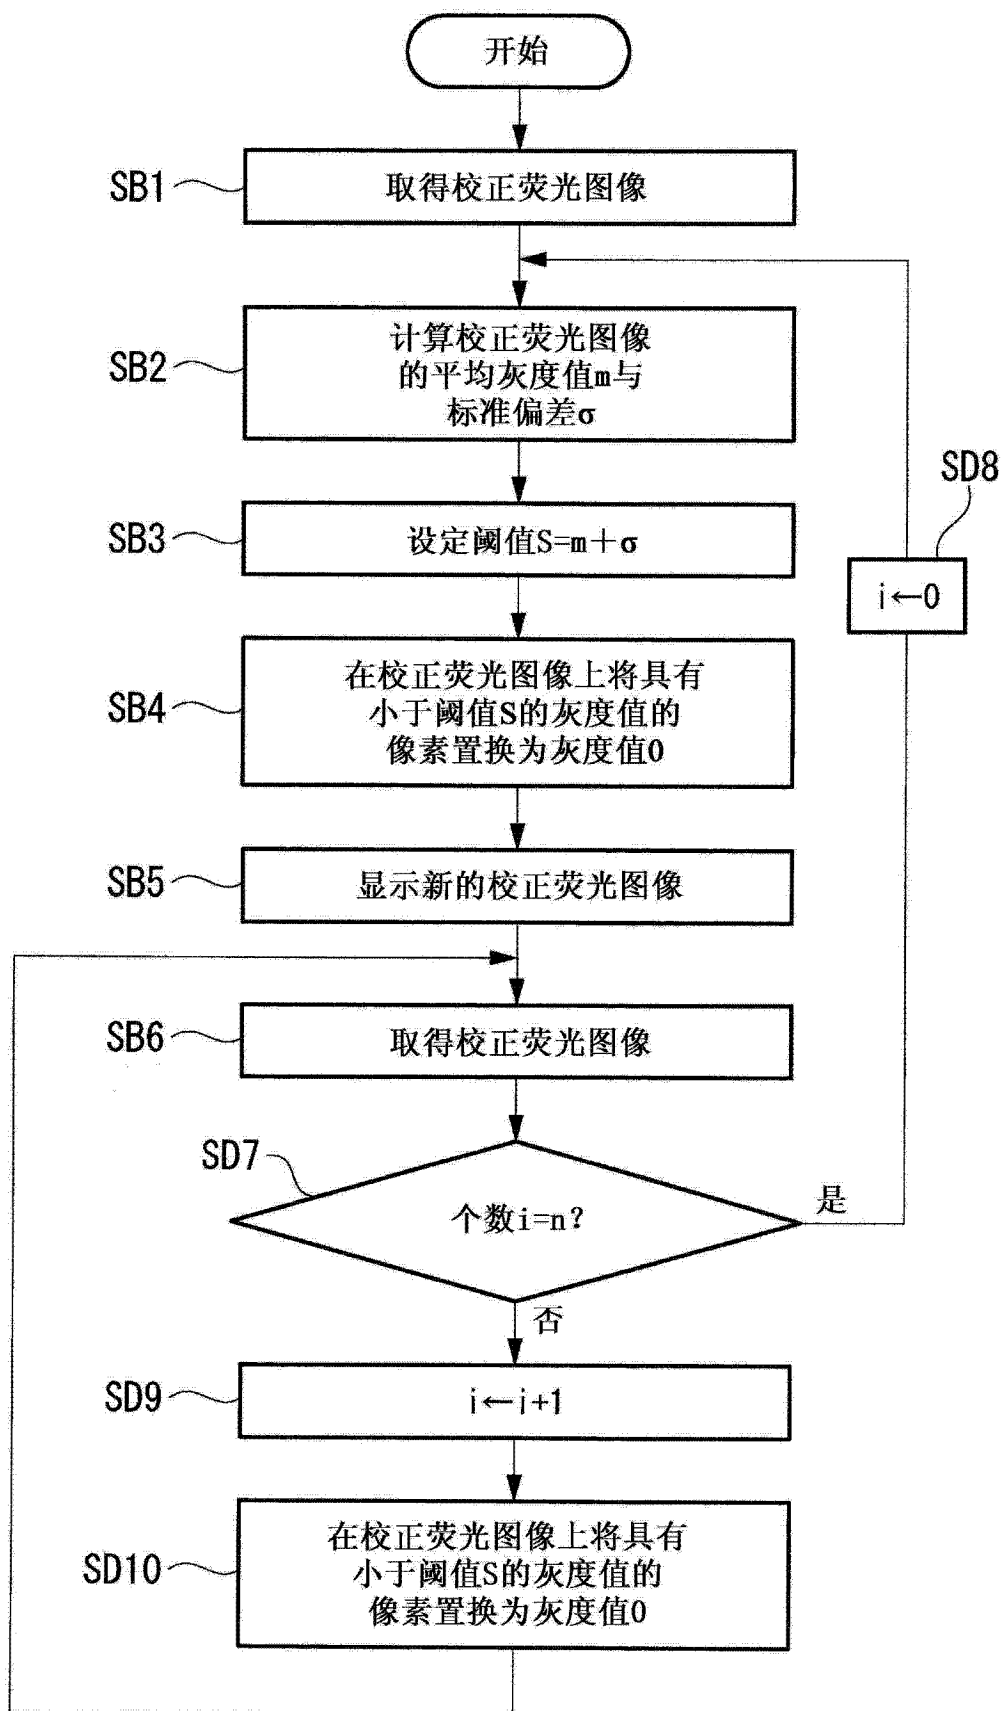 开始
SB1
取得校正荧光图像
SB2
计算校正荧光图像
的平均灰度值m与
标准偏差σ
SD8
SB3
设定阈值S=m+σ
i←0
SB4
在校正荧光图像上将具有
小于阈值S的灰度值的
像素置换为灰度值0
SB5
显示新的校正荧光图像
SB6
取得校正荧光图像
SD7
个数i=n?
是
否
SD9
i←i+1
SD10
在校正荧光图像上将具有
小于阈值S的灰度值的
像素置换为灰度值0